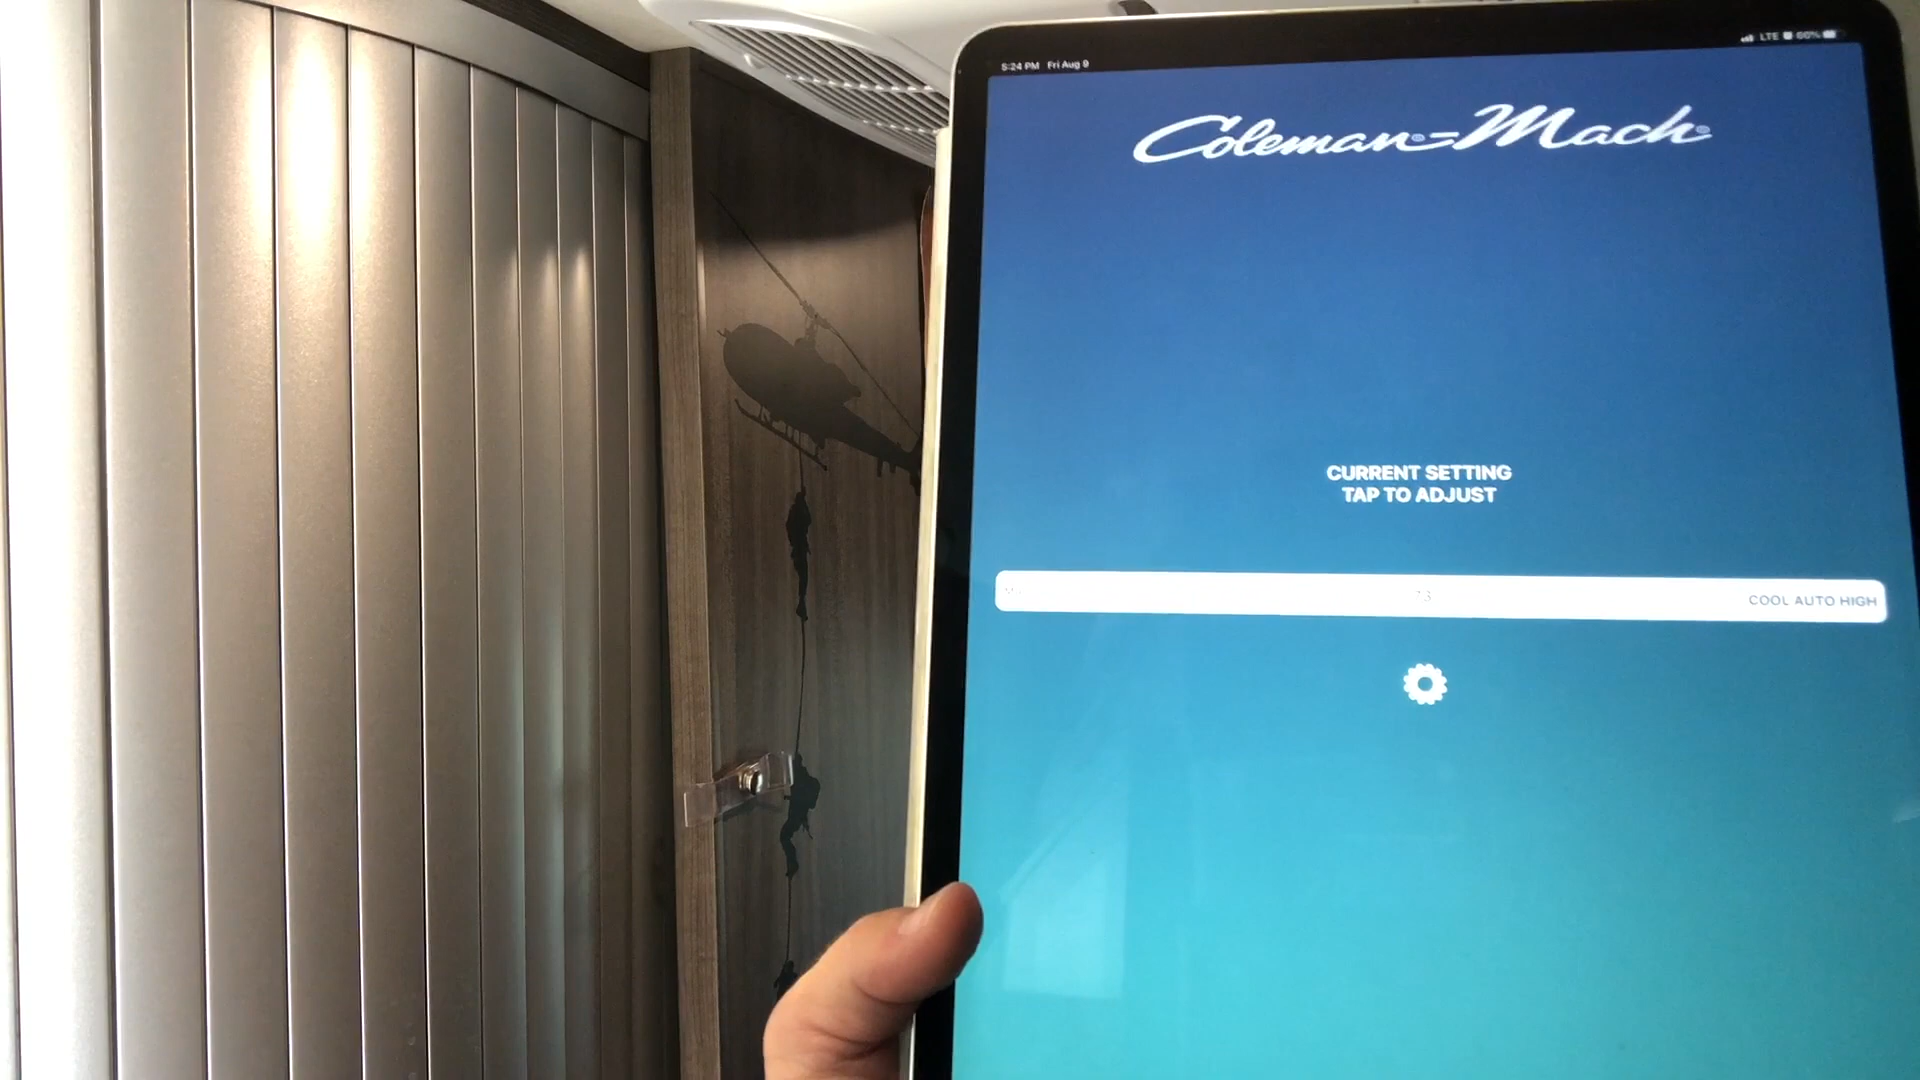 5:24 PM Fri Aug 9
LTE 60%
Coleman®-Mach®
CURRENT SETTING
TAP TO ADJUST
73 COOL AUTO HIGH